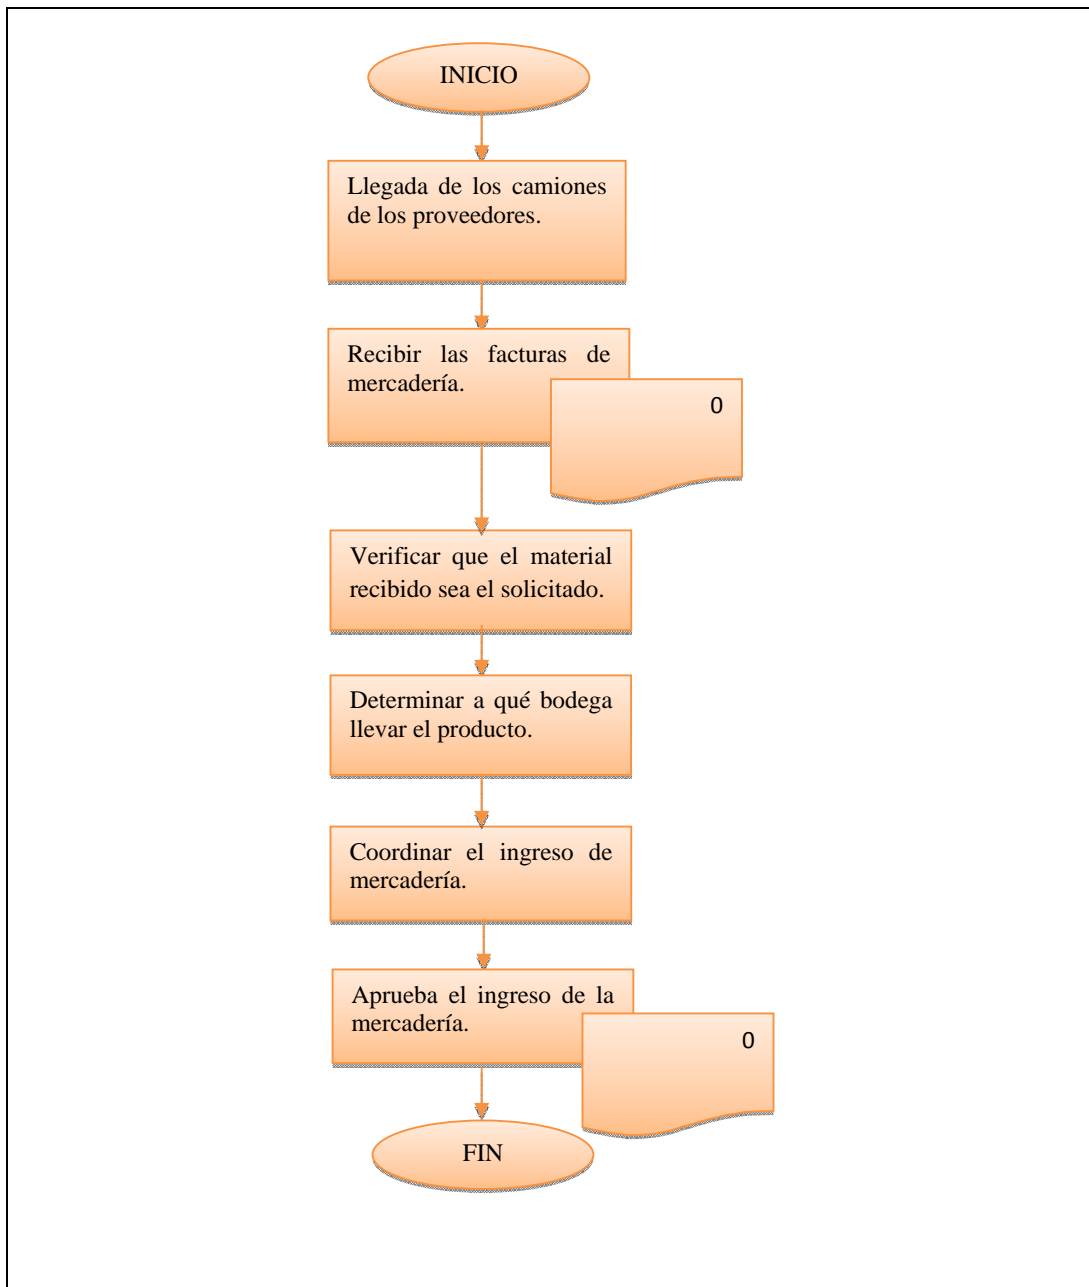 INICIO
Llegada de los camiones
de los proveedores.
Recibir las facturas de
mercadería.
0
Verificar que el material
recibido sea el solicitado.
Determinar a qué bodega
llevar el producto.
Coordinar el ingreso de
mercadería.
Aprueba el ingreso de la
mercadería.
0
FIN